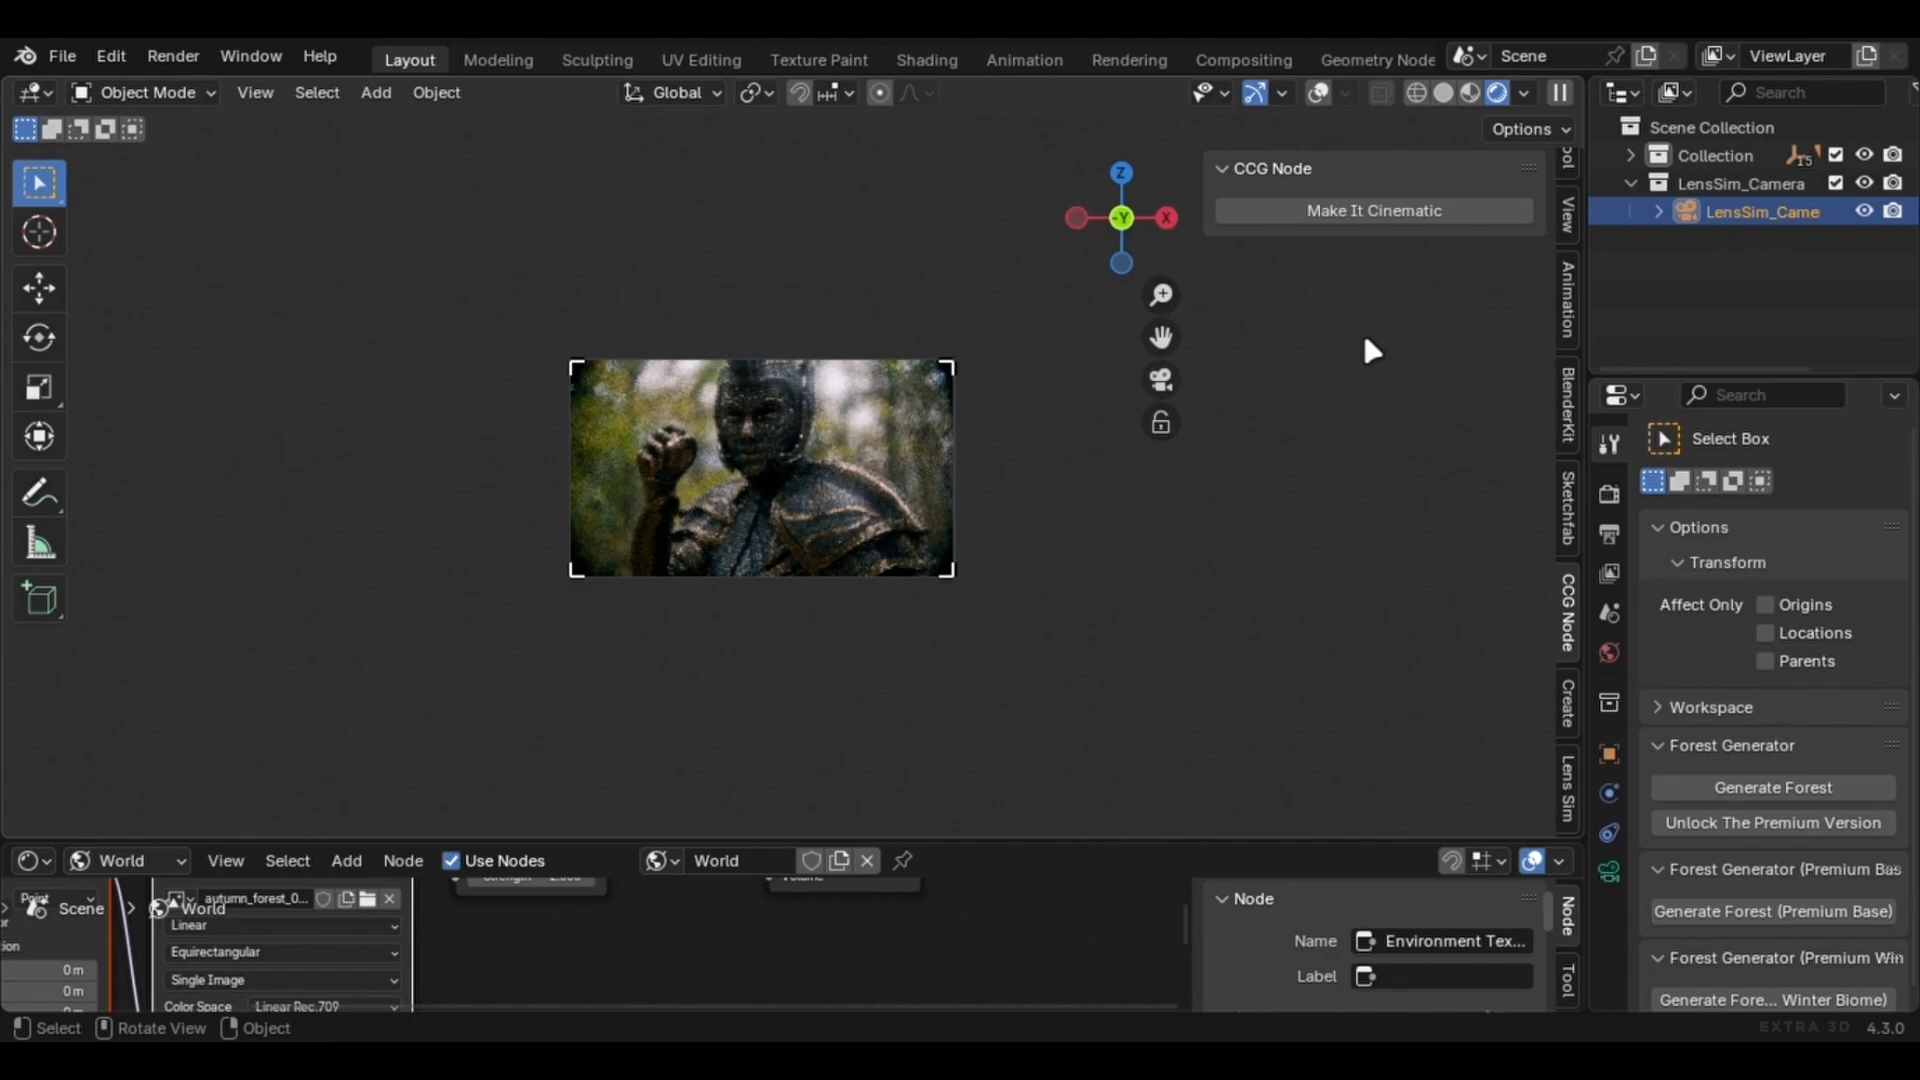 File Edit Render Window Help Layout Modeling Sculpting UV Editing Texture Paint Shading Animation Rendering Compositing Geometry Node Scene ViewLayer
Object Mode View Select Add Object Global Search
Options
Scene Collection
Collection 15
LensSim_Camera
LensSim_Came
CCG Node
Make It Cinematic
Z
-Y
X
View
Animation
BlenderKit
Sketchfab
CCG Node
Create
Lens Sim
Search
Select Box
Options
Transform
Affect Only Origins
Locations
Parents
Workspace
Forest Generator
Generate Forest
Unlock The Premium Version
Forest Generator (Premium Bas
Generate Forest (Premium Base)
Forest Generator (Premium Win
Generate Fore... Winter Biome)
World View Select Add Node Use Nodes World
Point autumn_forest_0...
Scene World
Linear
Equirectangular
Single Image
Color Space Linear Rec.709
0 m
0 m
Node
Name Environment Tex...
Label
Node
Tool
Select Rotate View Object EXTRA 3D 4.3.0